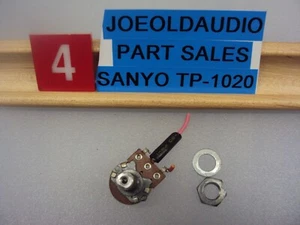 4
JOEOLDAUDIO
PART SALES
SANYO TP-1020